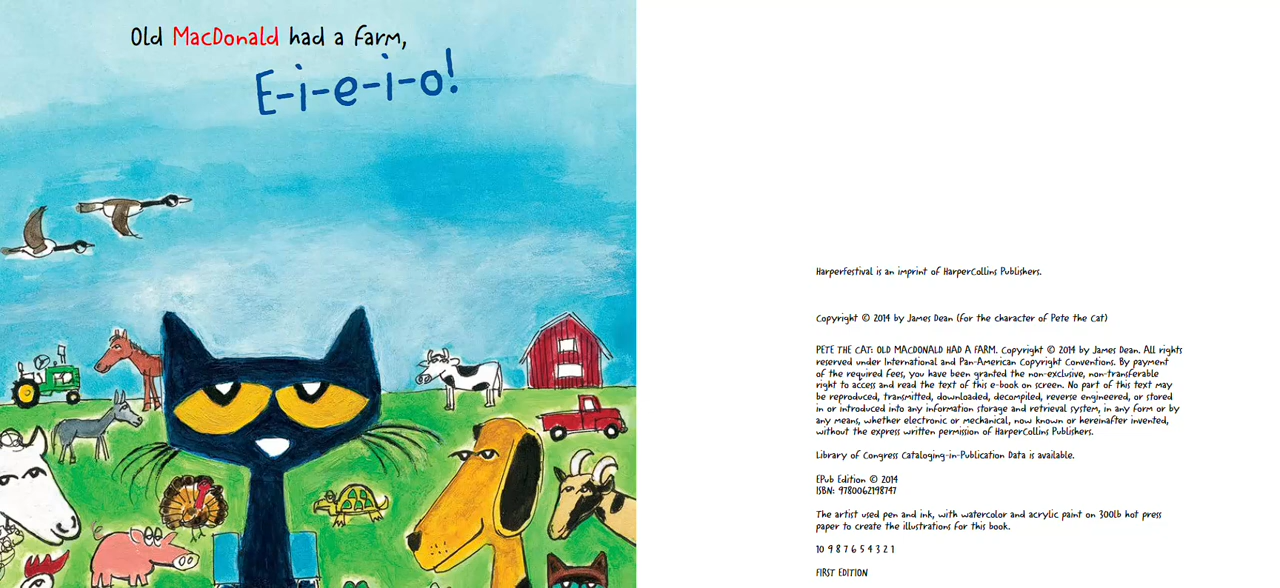 Old MacDonald had a farm,
E-i-e-i-o!
HarperFestival is an imprint of HarperCollins Publishers.
Copyright © 2014 by James Dean (for the character of Pete the Cat)
PETE THE CAT: OLD MACDONALD HAD A FARM. Copyright © 2014 by James Dean. All rights
reserved under International and Pan-American Copyright Conventions. By payment
of the required fees, you have been granted the non-exclusive, non-transferable
right to access and read the text of this e-book on screen. No part of this text may
be reproduced, transmitted, downloaded, decompiled, reverse engineered, or stored
in or introduced into any information storage and retrieval system, in any form or by
any means, whether electronic or mechanical, now known or hereinafter invented,
without the express written permission of HarperCollins Publishers.
Library of Congress Cataloging-in-Publication Data is available.
EPub Edition © 2014
ISBN: 9780062198747
The artist used pen and ink, with watercolor and acrylic paint on 300lb hot press
paper to create the illustrations for this book.
10 9 8 7 6 5 4 3 2 1
FIRST EDITION